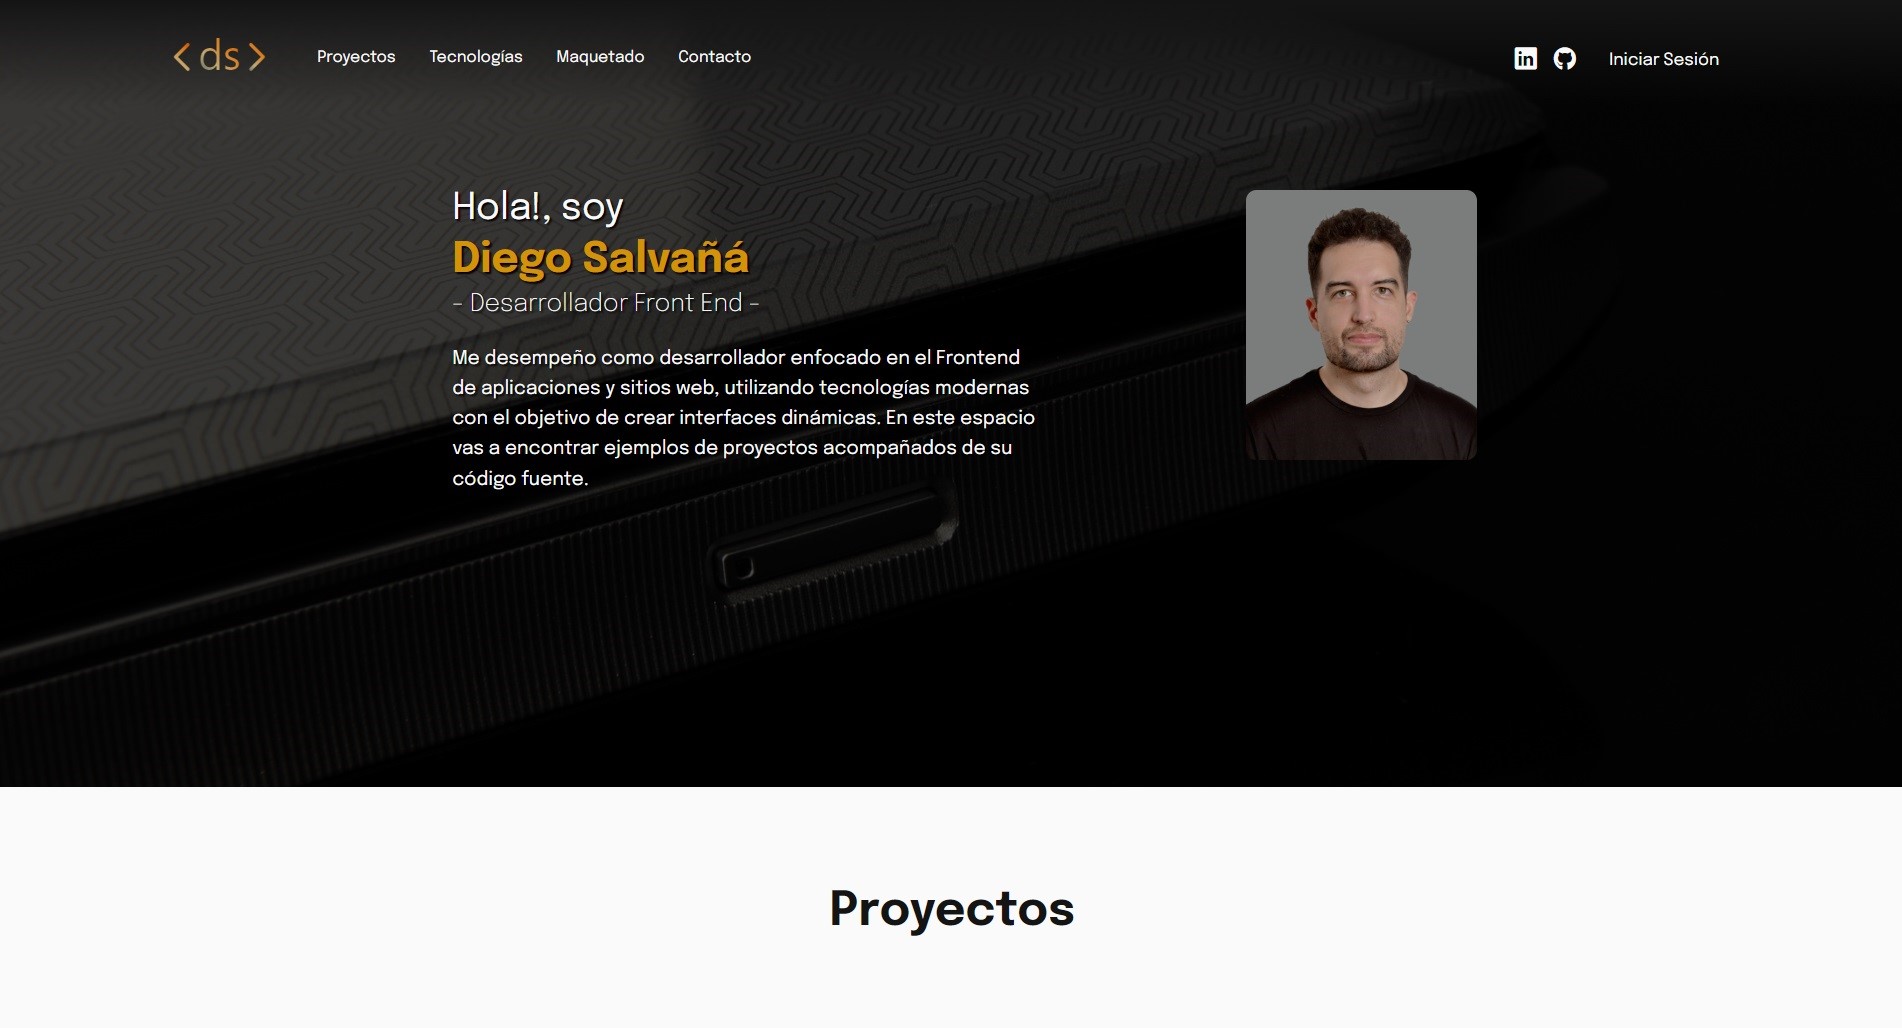 <ds>
Proyectos
Tecnologías
Maquetado
Contacto
Iniciar Sesión
Hola!, soy
Diego Salvañá
- Desarrollador Front End -
Me desempeño como desarrollador enfocado en el Frontend
de aplicaciones y sitios web, utilizando tecnologías modernas
con el objetivo de crear interfaces dinámicas. En este espacio
vas a encontrar ejemplos de proyectos acompañados de su
código fuente.
Proyectos